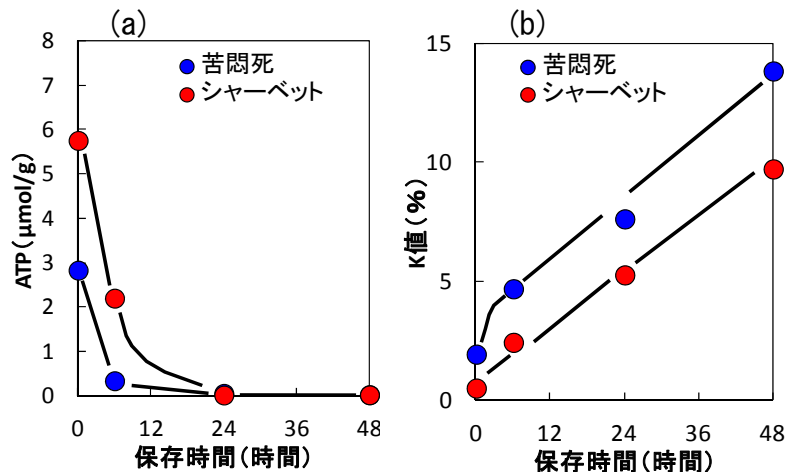 (a)
苦悶死
シャーベット
ATP(μmol/g)
8
7
6
5
4
3
2
1
0
0 12 24 36 48
保存時間(時間)
(b)
苦悶死
シャーベット
K値(%)
15
10
5
0
0 12 24 36 48
保存時間(時間)